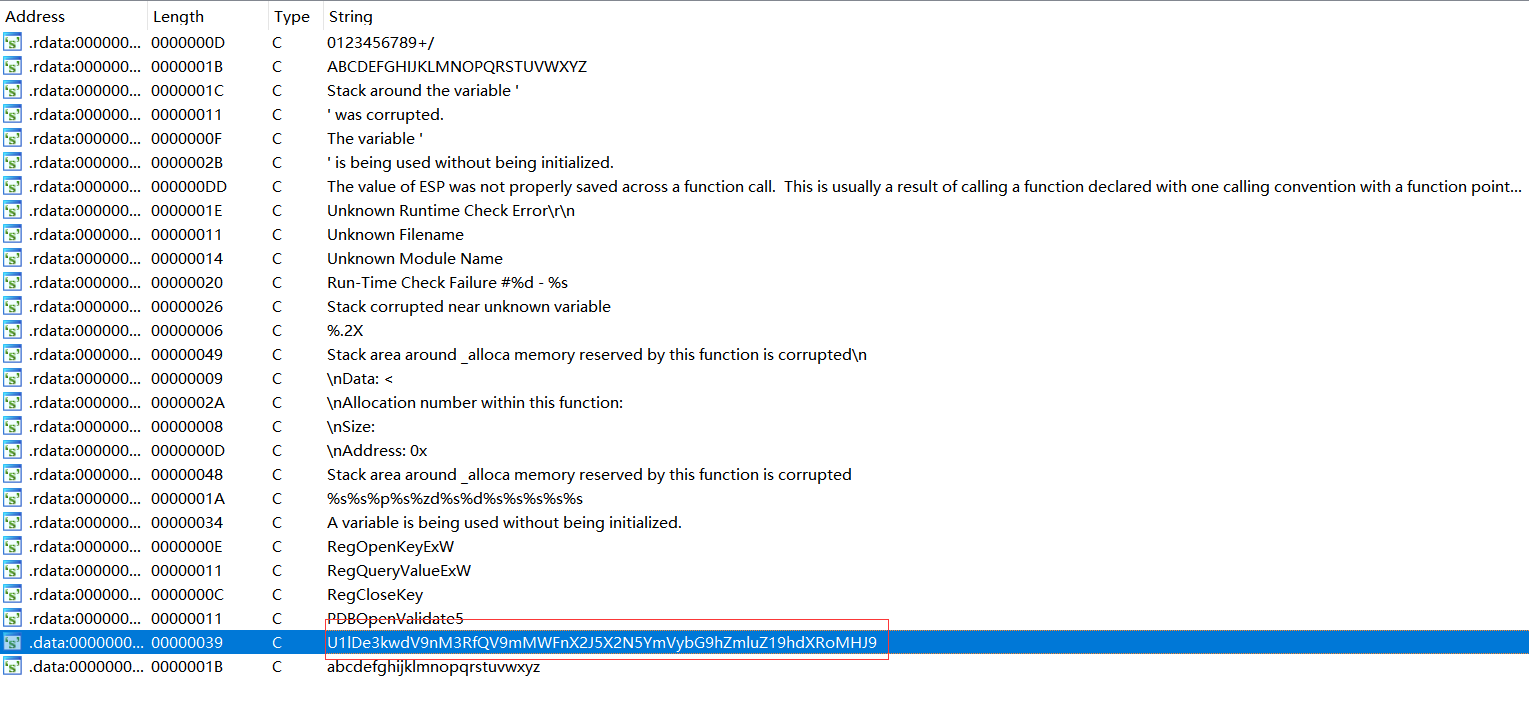 Address Length Type String
.rdata:000000... 0000000D C 0123456789+/
.rdata:000000... 0000001B C ABCDEFGHIJKLMNOPQRSTUVWXYZ
.rdata:000000... 0000001C C Stack around the variable '
.rdata:000000... 00000011 C ' was corrupted.
.rdata:000000... 0000000F C The variable '
.rdata:000000... 0000002B C ' is being used without being initialized.
.rdata:000000... 000000DD C The value of ESP was not properly saved across a function call.  This is usually a result of calling a function declared with one calling convention with a function point...
.rdata:000000... 0000001E C Unknown Runtime Check Error\r\n
.rdata:000000... 00000011 C Unknown Filename
.rdata:000000... 00000014 C Unknown Module Name
.rdata:000000... 00000020 C Run-Time Check Failure #%d - %s
.rdata:000000... 00000026 C Stack corrupted near unknown variable
.rdata:000000... 00000006 C %.2X
.rdata:000000... 00000049 C Stack area around _alloca memory reserved by this function is corrupted\n
.rdata:000000... 00000009 C \nData: <
.rdata:000000... 0000002A C \nAllocation number within this function:
.rdata:000000... 00000008 C \nSize:
.rdata:000000... 0000000D C \nAddress: 0x
.rdata:000000... 00000048 C Stack area around _alloca memory reserved by this function is corrupted
.rdata:000000... 0000001A C %s%s%p%s%zd%s%d%s%s%s%s%s
.rdata:000000... 00000034 C A variable is being used without being initialized.
.rdata:000000... 0000000E C RegOpenKeyExW
.rdata:000000... 00000011 C RegQueryValueExW
.rdata:000000... 0000000C C RegCloseKey
.rdata:000000... 00000011 C PDBOpenValidate5
.data:0000000... 00000039 C U1lDe3kwdV9nM3RfQV9mMWFnX2J5X2N5YmVybG9hZmluZ19hdXRoMHJ9
.data:0000000... 0000001B C abcdefghijklmnopqrstuvwxyz